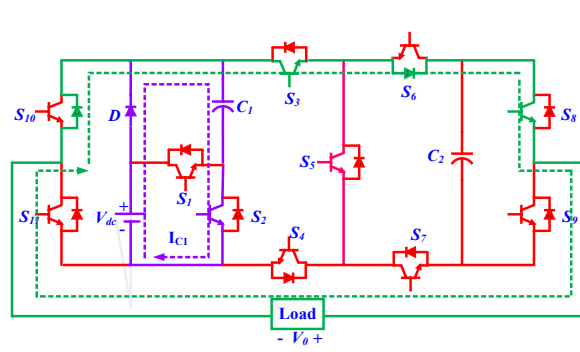 S10
D
C1
S3
S6
S8
S1
S5
C2
S11
+
Vdc
-
S2
S4
S7
S9
IC1
Load
- V0 +